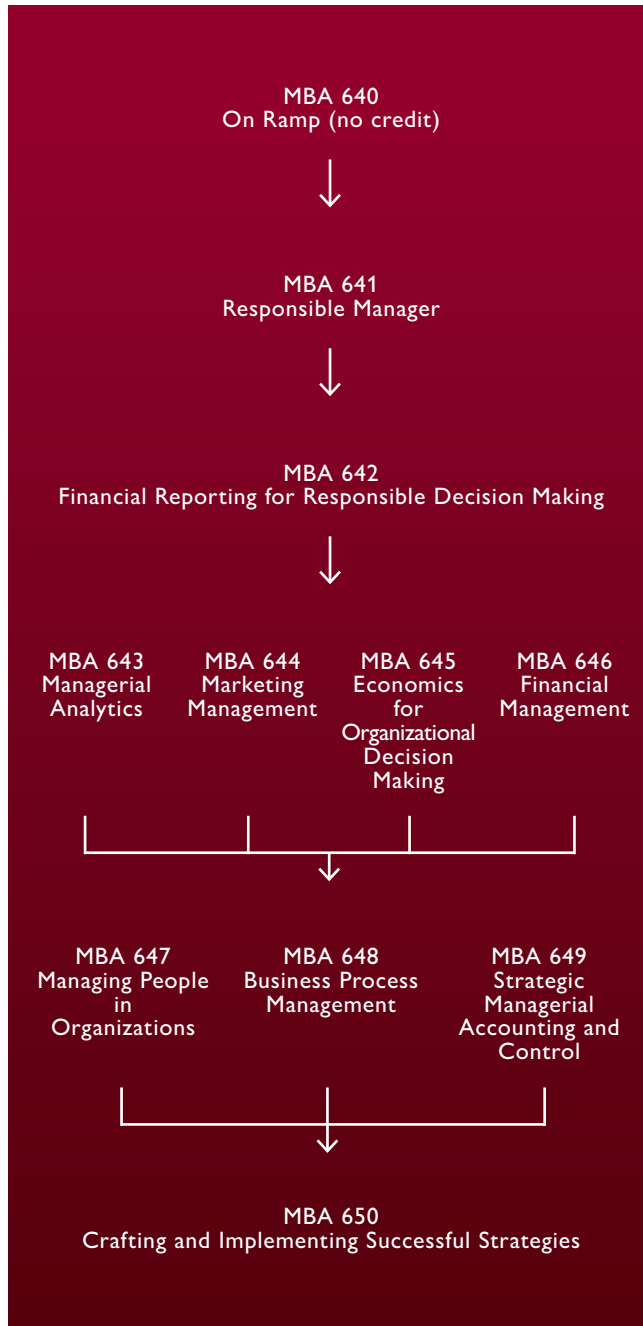 MBA 640
On Ramp (no credit)
MBA 641
Responsible Manager
MBA 642
Financial Reporting for Responsible Decision Making
MBA 643
Managerial
Analytics
MBA 644
Marketing
Management
MBA 645
Economics
for
Organizational
Decision
Making
MBA 646
Financial
Management
MBA 647
Managing People
in
Organizations
MBA 648
Business Process
Management
MBA 649
Strategic
Managerial
Accounting and
Control
MBA 650
Crafting and Implementing Successful Strategies